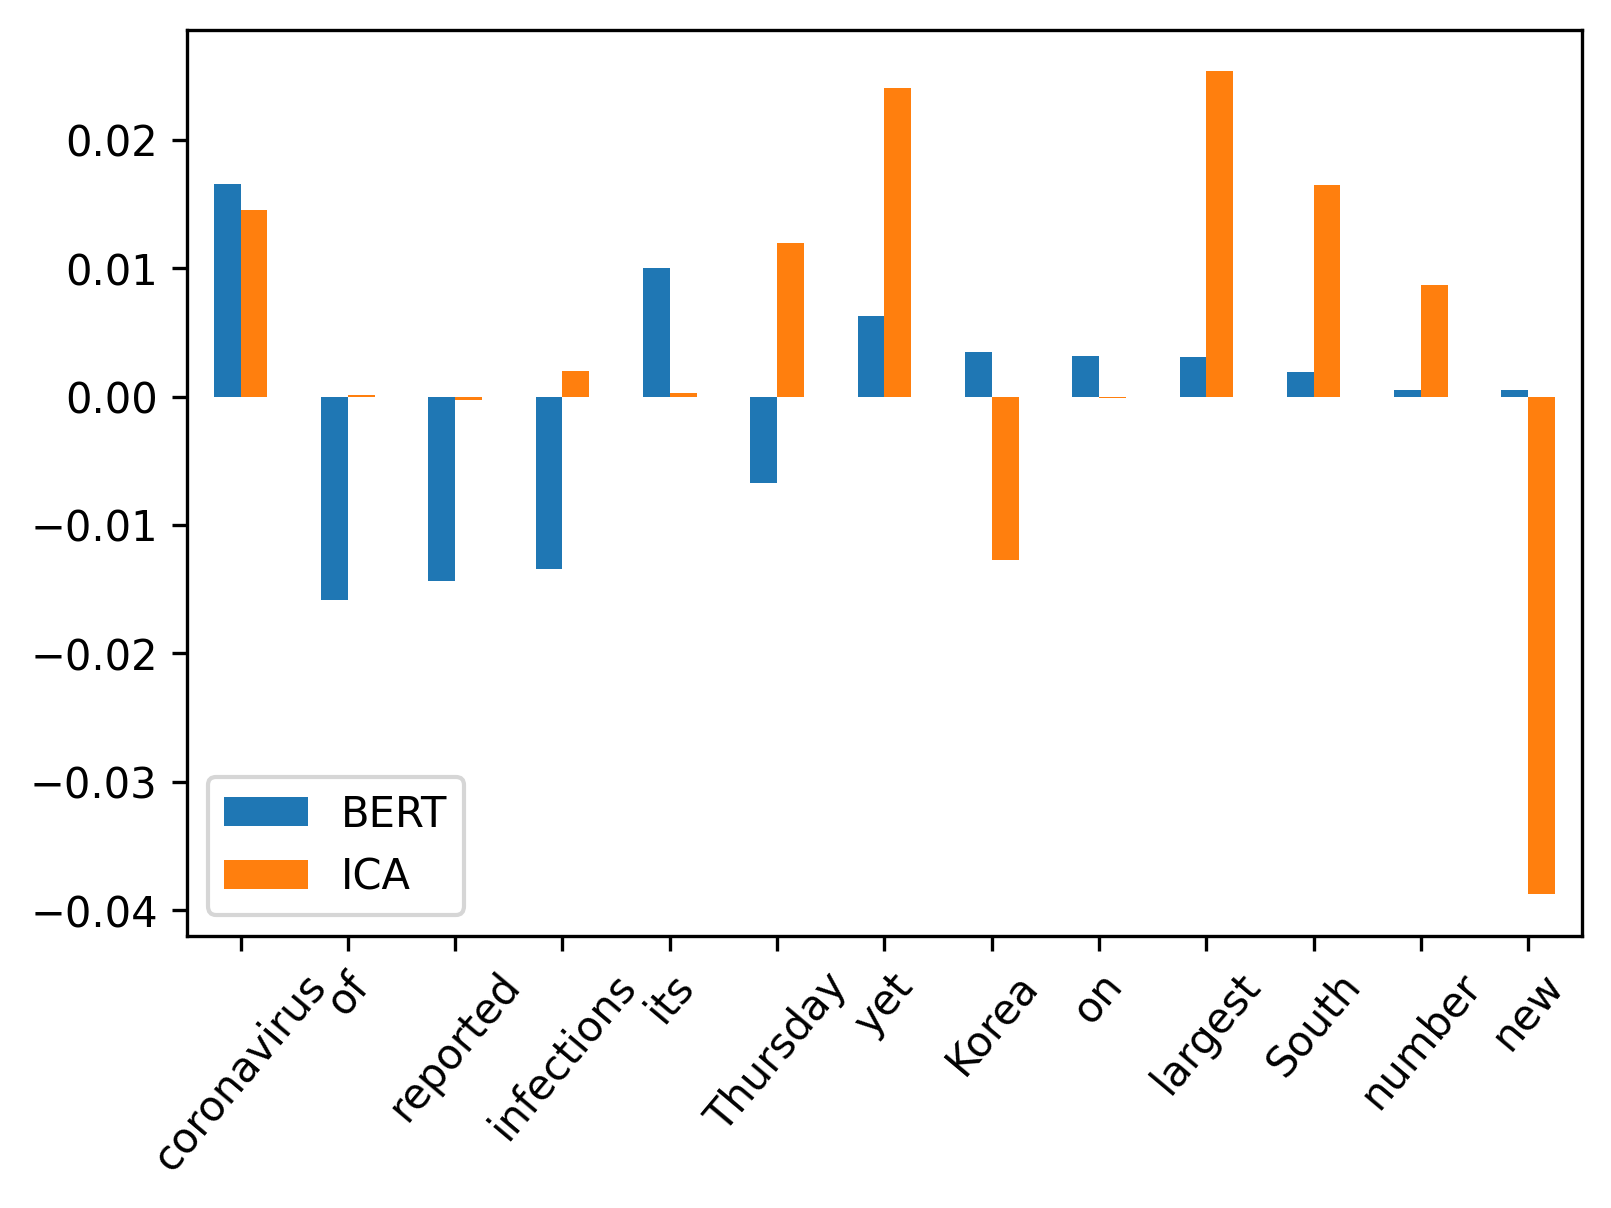 0.02
0.01
0.00
−0.01
−0.02
−0.03
−0.04
BERT
ICA
coronavirus
of
reported
infections
its
Thursday
yet
Korea
on
largest
South
number
new